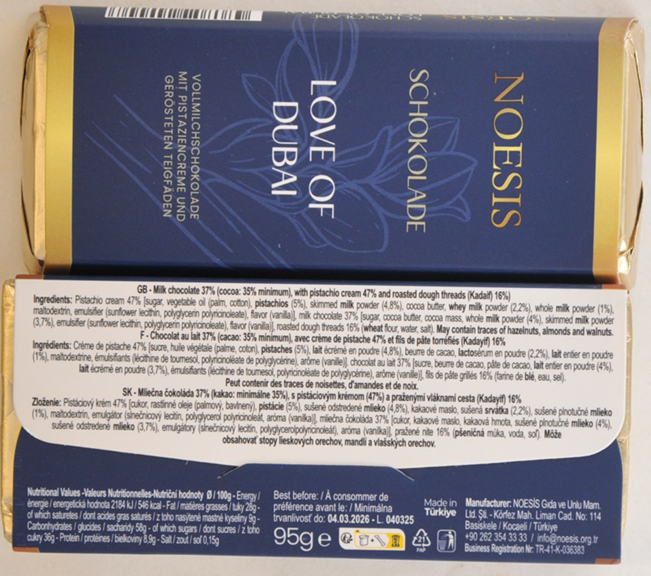 NOESIS
SCHOKOLADE
LOVE OF
DUBAI
VOLLMILCHSCHOKOLADE
MIT PISTAZIENCREME UND
GERÖSTETEN TEIGFÄDEN
GB - Milk chocolate 37% (cocoa: 35% minimum), with pistachio cream 47% and roasted dough threads (Kadaif) 16%
Ingredients: Pistachio cream 47% [sugar, vegetable oil (palm, cotton), pistachios (5%), skimmed milk powder (4,8%), cocoa butter, whey milk powder (2,2%), whole milk powder (1%),
maltodextrin, emulsifier (sunflower lecithin, polyglycerin polyricinoleate), flavor (vanilla)], milk chocolate 37% [sugar, cocoa butter, cocoa mass, whole milk powder (4%), skimmed milk powder
(3,7%), emulsifier (sunflower lecithin, polyglycerin polyricinoleate), flavor (vanilla)], roasted dough threads 16% (wheat flour, water, salt). May contain traces of hazelnuts, almonds and walnuts.
F - Chocolat au lait 37% (cacao: 35% minimum), avec crème de pistache 47% et fils de pâte torréfiés (Kadaif) 16%
Ingrédients: Crème de pistache 47% [sucre, huile végétale (palme, coton), pistaches (5%), lait écrémé en poudre (4,8%), beurre de cacao, lactosérum en poudre (2,2%), lait entier en poudre
(1%), maltodextrine, émulsifiants (lécithine de tournesol, polyricinoléate de polyglycérine), arôme (vanille)], chocolat au lait 37% [sucre, beurre de cacao, pâte de cacao, lait entier en poudre (4%),
lait écrémé en poudre (3,7%), émulsifiants (lécithine de tournesol, polyricinoléate de polyglycérine), arôme (vanille)], fils de pâte grillés 16% (farine de blé, eau, sel).
Peut contenir des traces de noisettes, d'amandes et de noix.
SK - Mliečna čokoláda 37% (kakao: minimálne 35%), s pistáciovým krémom (47%) a praženými vláknami cesta (Kadaif) 16%
Zloženie: Pistáciový krém 47% [cukor, rastlinné oleje (palmový, bavlnený), pistácie (5%), sušené odstredené mlieko (4,8%), kakaové maslo, sušená srvátka (2,2%), sušené plnotučné mlieko
(1%), maltodextrín, emulgátor (slnečnicový lecitín, polyglycerol polyricinoleát), aróma (vanilka)], mliečna čokoláda 37% [cukor, kakaové maslo, kakaová hmota, sušené plnotučné mlieko (4%),
sušené odstredené mlieko (3,7%), emulgátory (slnečnicový lecitín, polyglycerolpolyricinoleát), aróma (vanilka)], pražené nite 16% (pšeničná múka, voda, soľ). Môže
obsahovať stopy lieskových orechov, mandlí a vlašských orechov.
Nutritional Values -Valeurs Nutritionnelles-Nutriční hodnoty Ø / 100g - Energy /
énergie / energetická hodnota 2184 kJ / 546 kcal - Fat / matières grasses / tuky 26g -
of which saturetes / dont acides gras saturés / z toho nasýtené mastné kyseliny 9g -
Carbonhydrates / glucides / sacharidy 58g - of which sugars / dont sucres / z toho
cukry 36g - Protein / protéines / bielkoviny 8,9g - Salt / zout / soľ 0,15g
Best before: / À consommer de
préférence avant le: / Minimálna
trvanlivosť do: 04.03.2026 - L. 040325
95g e
21
PAP
Made in
Türkiye
Manufacturer: NOESİS Gıda ve Unlu Mam.
Ltd. Şti. - Körfez Mah. Liman Cad. No: 114
Basiskele / Kocaeli / Türkiye
+90 262 354 33 33 / info@noesis.org.tr
Business Registration Nr: TR-41-K-036383